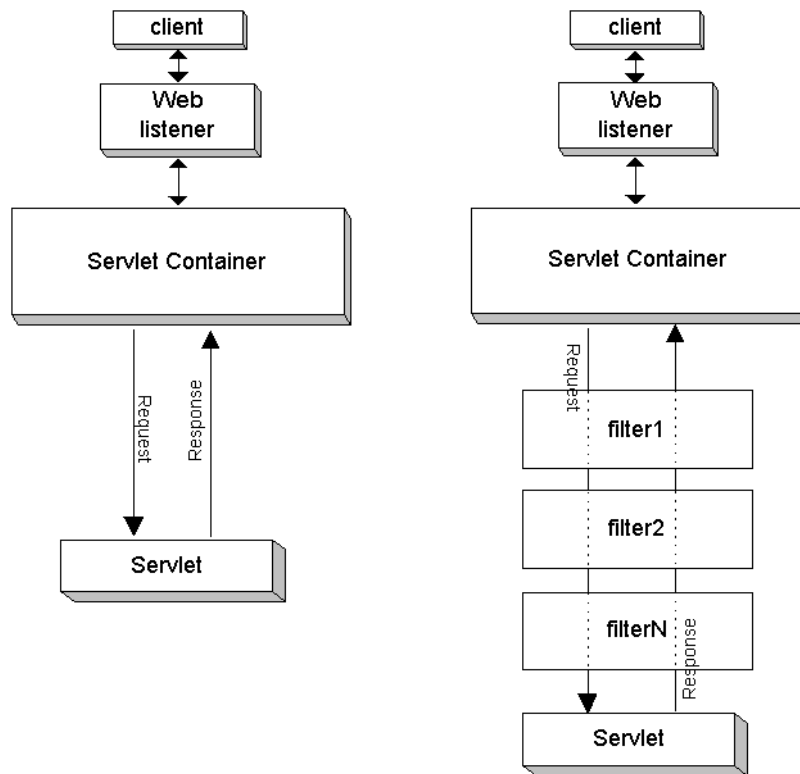 client
Web
listener
Servlet Container
Request
Response
Servlet
client
Web
listener
Servlet Container
Request
filter1
filter2
filterN
Response
Servlet